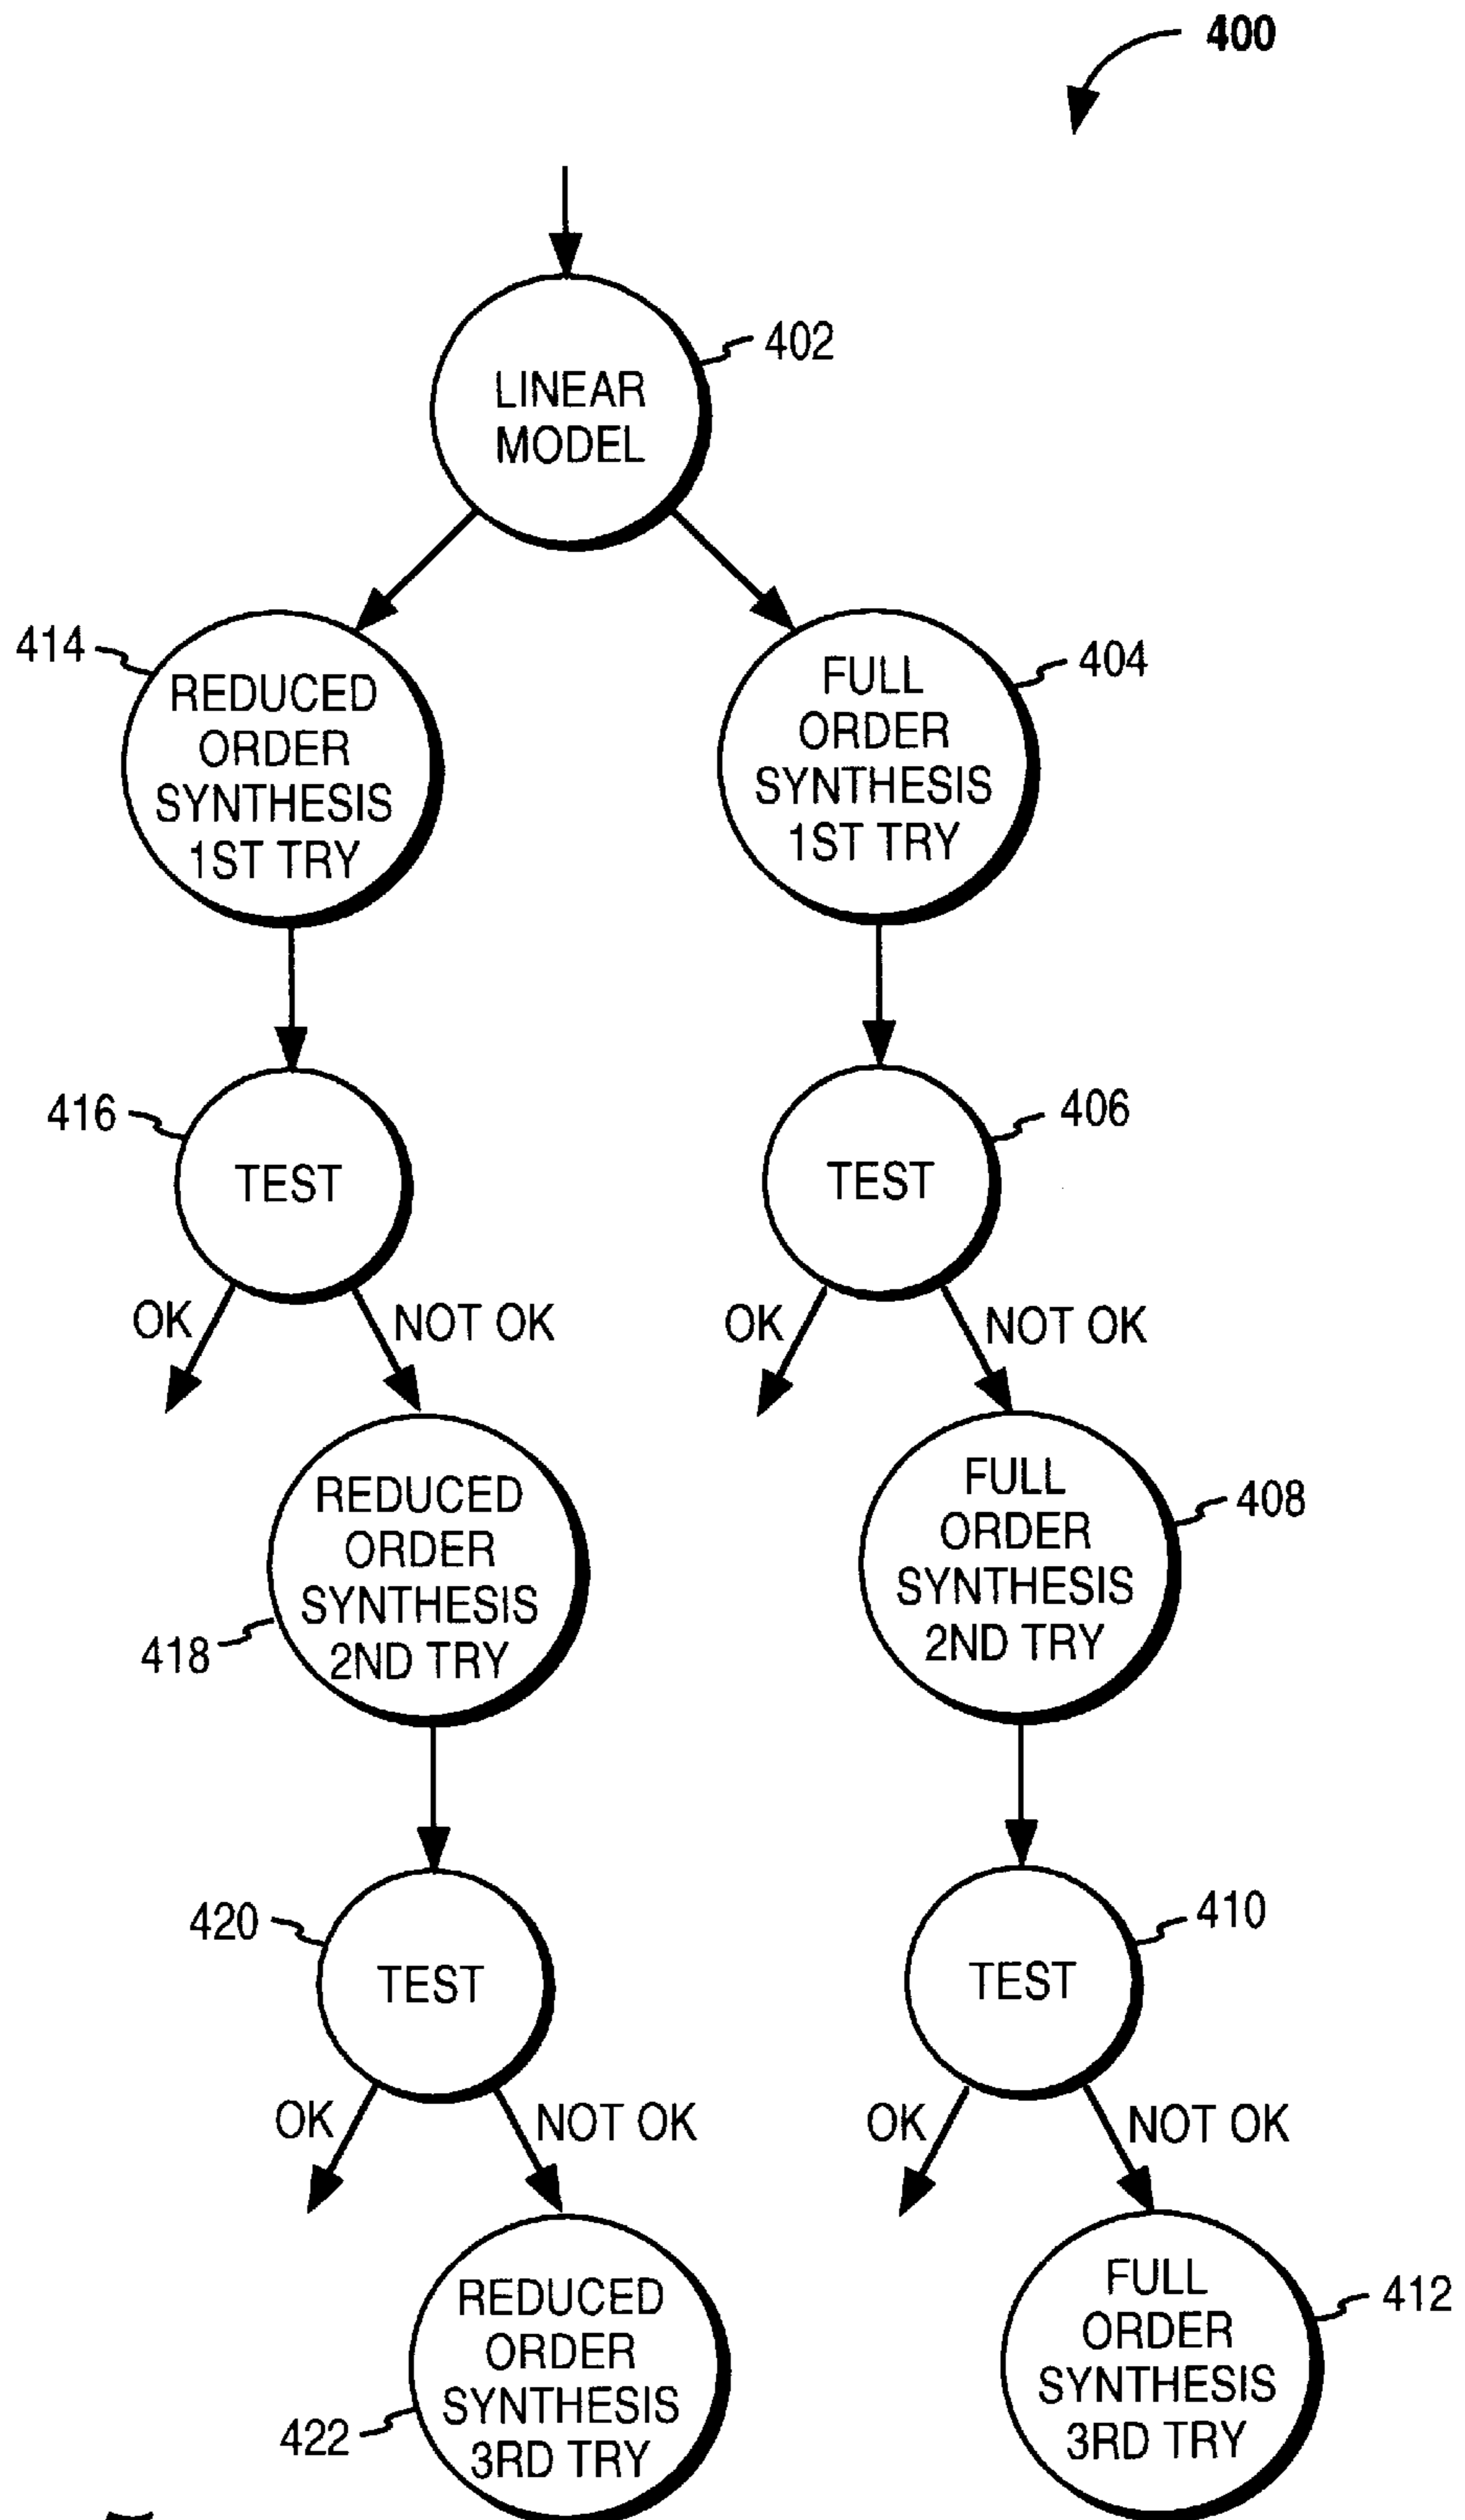 400
402
LINEAR
MODEL
414
REDUCED
ORDER
SYNTHESIS
1ST TRY
404
FULL
ORDER
SYNTHESIS
1ST TRY
416
TEST
406
TEST
OK
NOT OK
OK
NOT OK
REDUCED
ORDER
SYNTHESIS
2ND TRY
418
FULL
ORDER
SYNTHESIS
2ND TRY
408
420
TEST
410
TEST
OK
NOT OK
OK
NOT OK
REDUCED
ORDER
SYNTHESIS
3RD TRY
422
FULL
ORDER
SYNTHESIS
3RD TRY
412